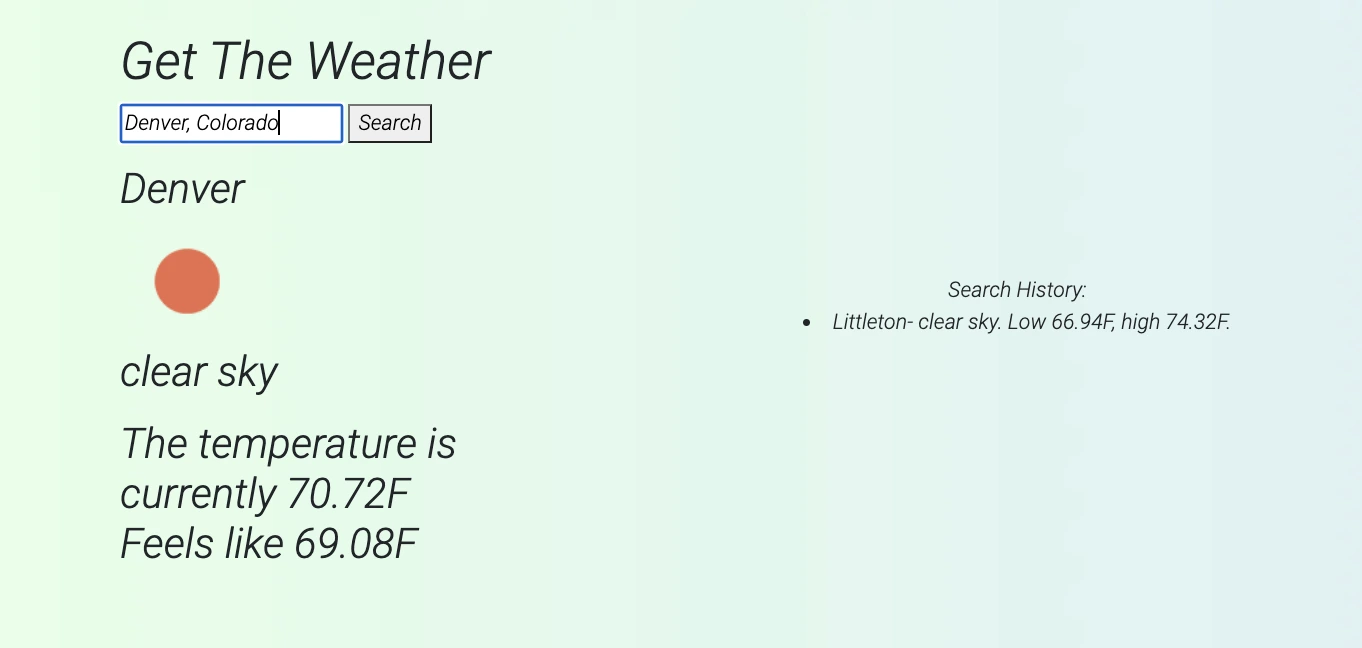 Get The Weather
Denver, Colorado
Search
Denver
clear sky
The temperature is
currently 70.72F
Feels like 69.08F
Search History:
• Littleton- clear sky. Low 66.94F, high 74.32F.